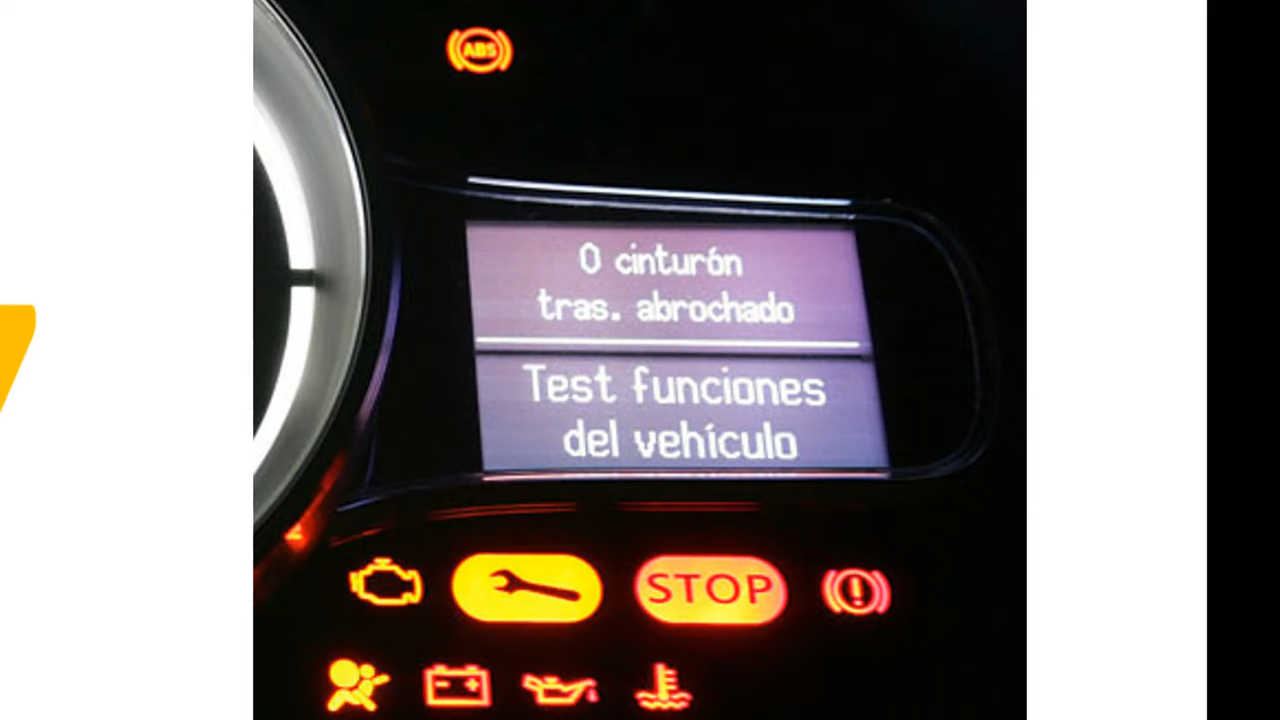 ABS
0 cinturón
tras. abrochado
Test funciones
del vehículo
STOP